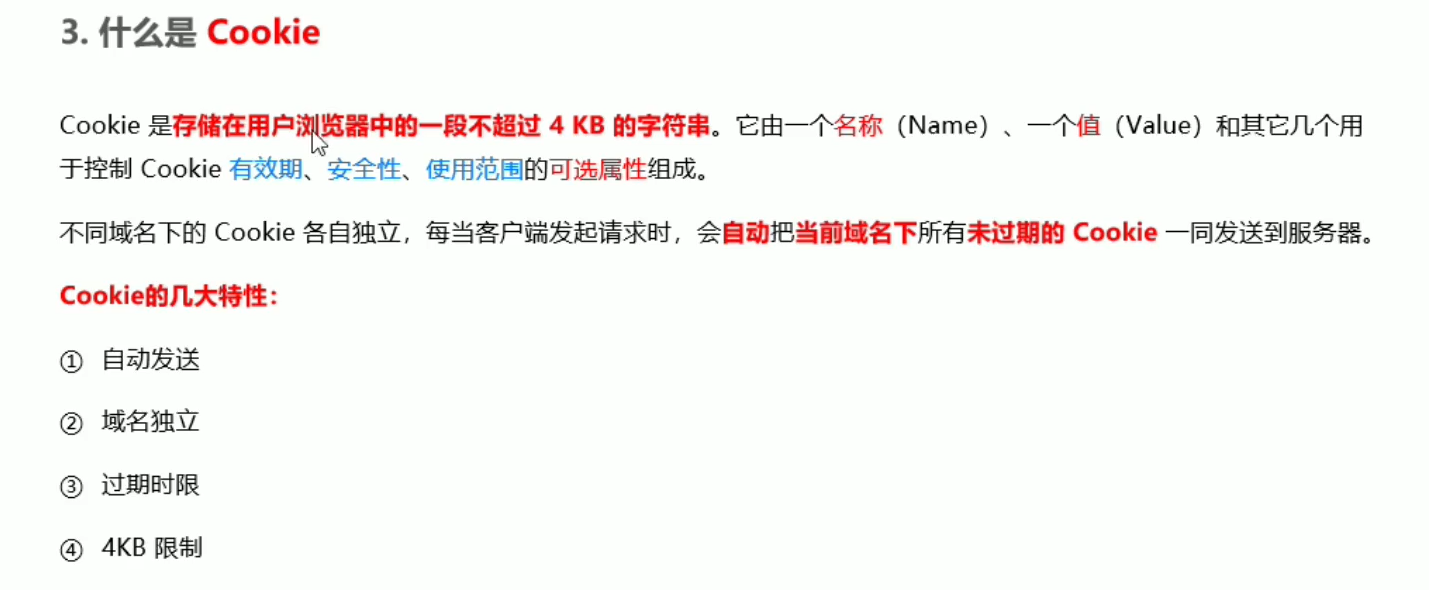 3. 什么是 Cookie
Cookie 是存储在用户浏览器中的一段不超过 4 KB 的字符串。它由一个名称（Name）、一个值（Value）和其它几个用
于控制 Cookie 有效期、安全性、使用范围的可选属性组成。
不同域名下的 Cookie 各自独立，每当客户端发起请求时，会自动把当前域名下所有未过期的 Cookie 一同发送到服务器。
Cookie的几大特性：
① 自动发送
② 域名独立
③ 过期时限
④ 4KB 限制